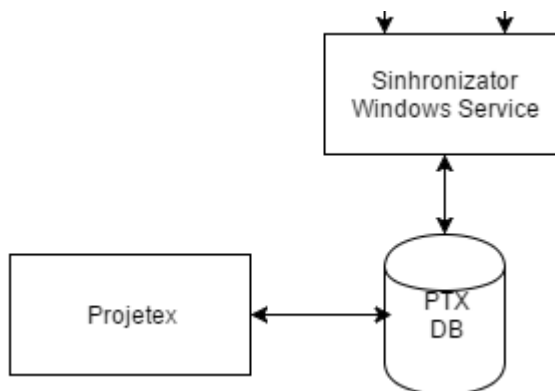 Sinhronizator
Windows Service
Projetex
PTX
DB